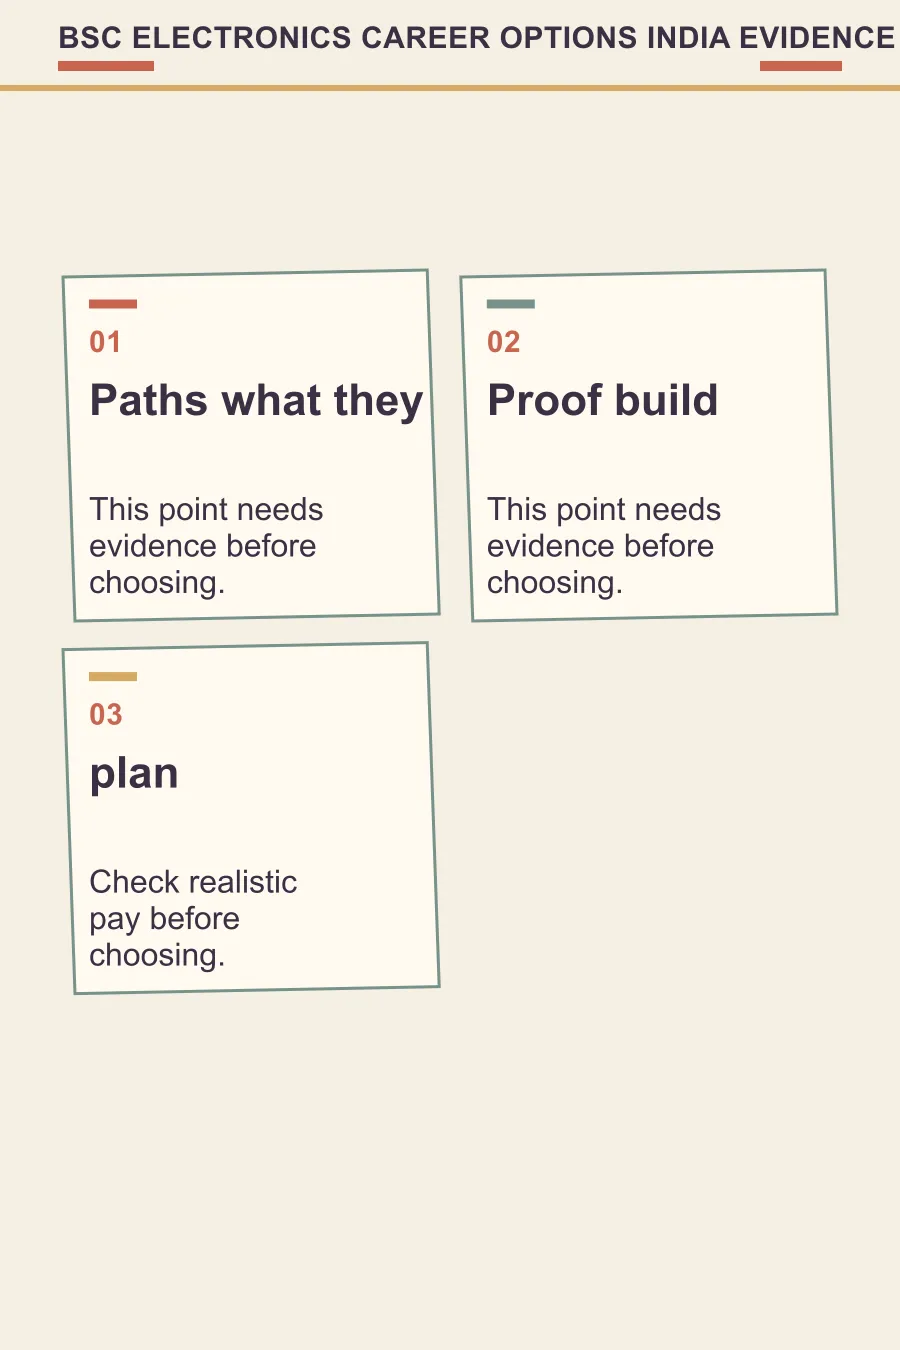 BSC ELECTRONICS CAREER OPTIONS INDIA EVIDENCE
01
Paths what they
This point needs
evidence before
choosing.
02
Proof build
This point needs
evidence before
choosing.
03
plan
Check realistic
pay before
choosing.